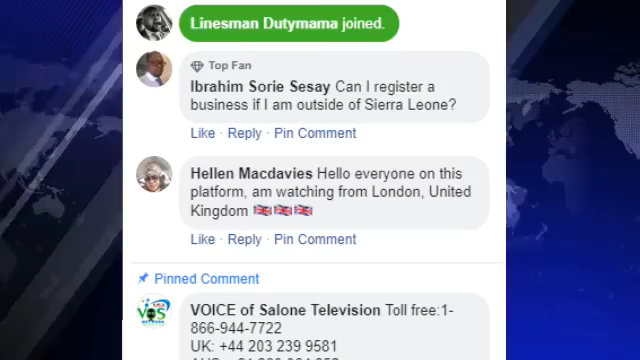 Linesman Dutymama joined.
Top Fan
Ibrahim Sorie Sesay Can I register a
business if I am outside of Sierra Leone?
Like · Reply · Pin Comment
Hellen Macdavies Hello everyone on this
platform, am watching from London, United
Kingdom 🇬🇧🇬🇧🇬🇧
Like · Reply · Pin Comment
Pinned Comment
VOS
VOICE of Salone Television Toll free:1-
866-944-7722
UK: +44 203 239 9581